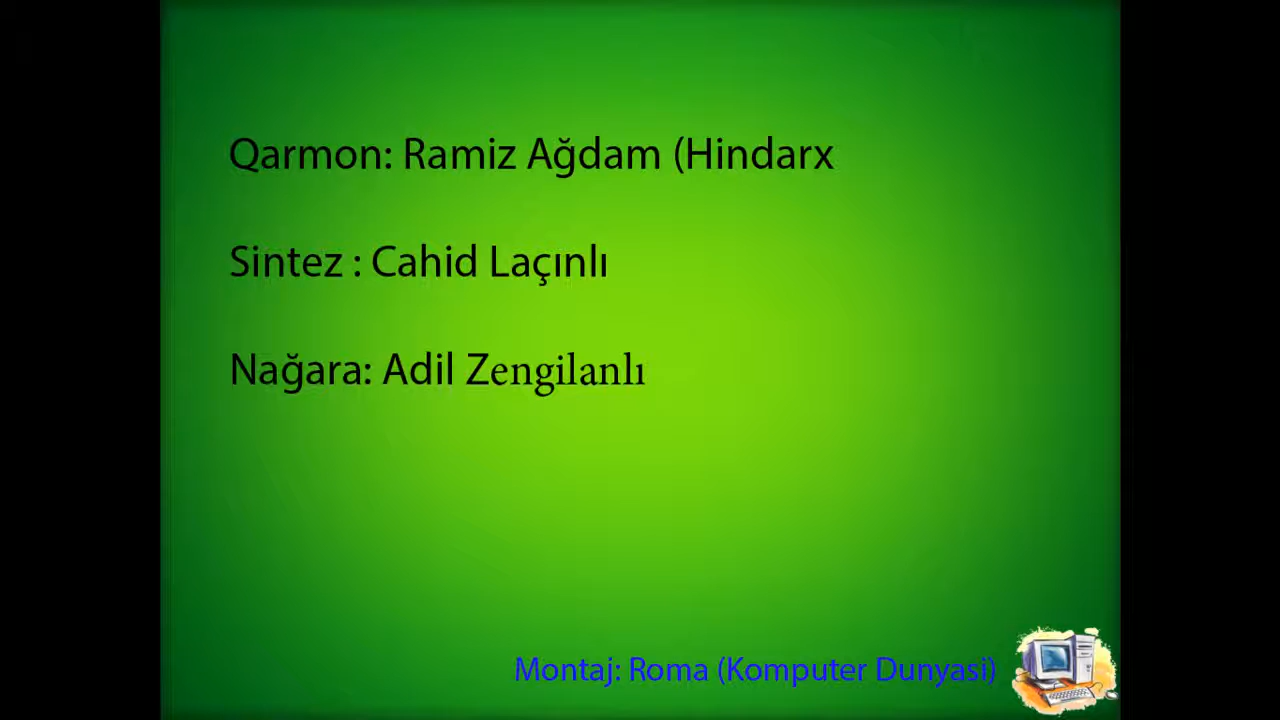 Qarmon: Ramiz Ağdam (Hindarx
Sintez : Cahid Laçınlı
Nağara: Adil Zengilanlı
Montaj: Roma (Komputer Dunyasi)